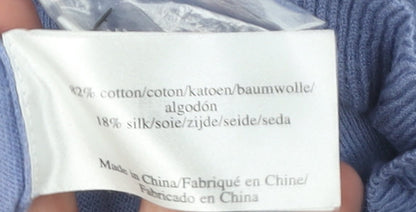 82% cotton/coton/katoen/baumwolle/
algodón
18% silk/soie/zijde/seide/seda
Made in China/Fabriqué en Chine/
Fabricado en China